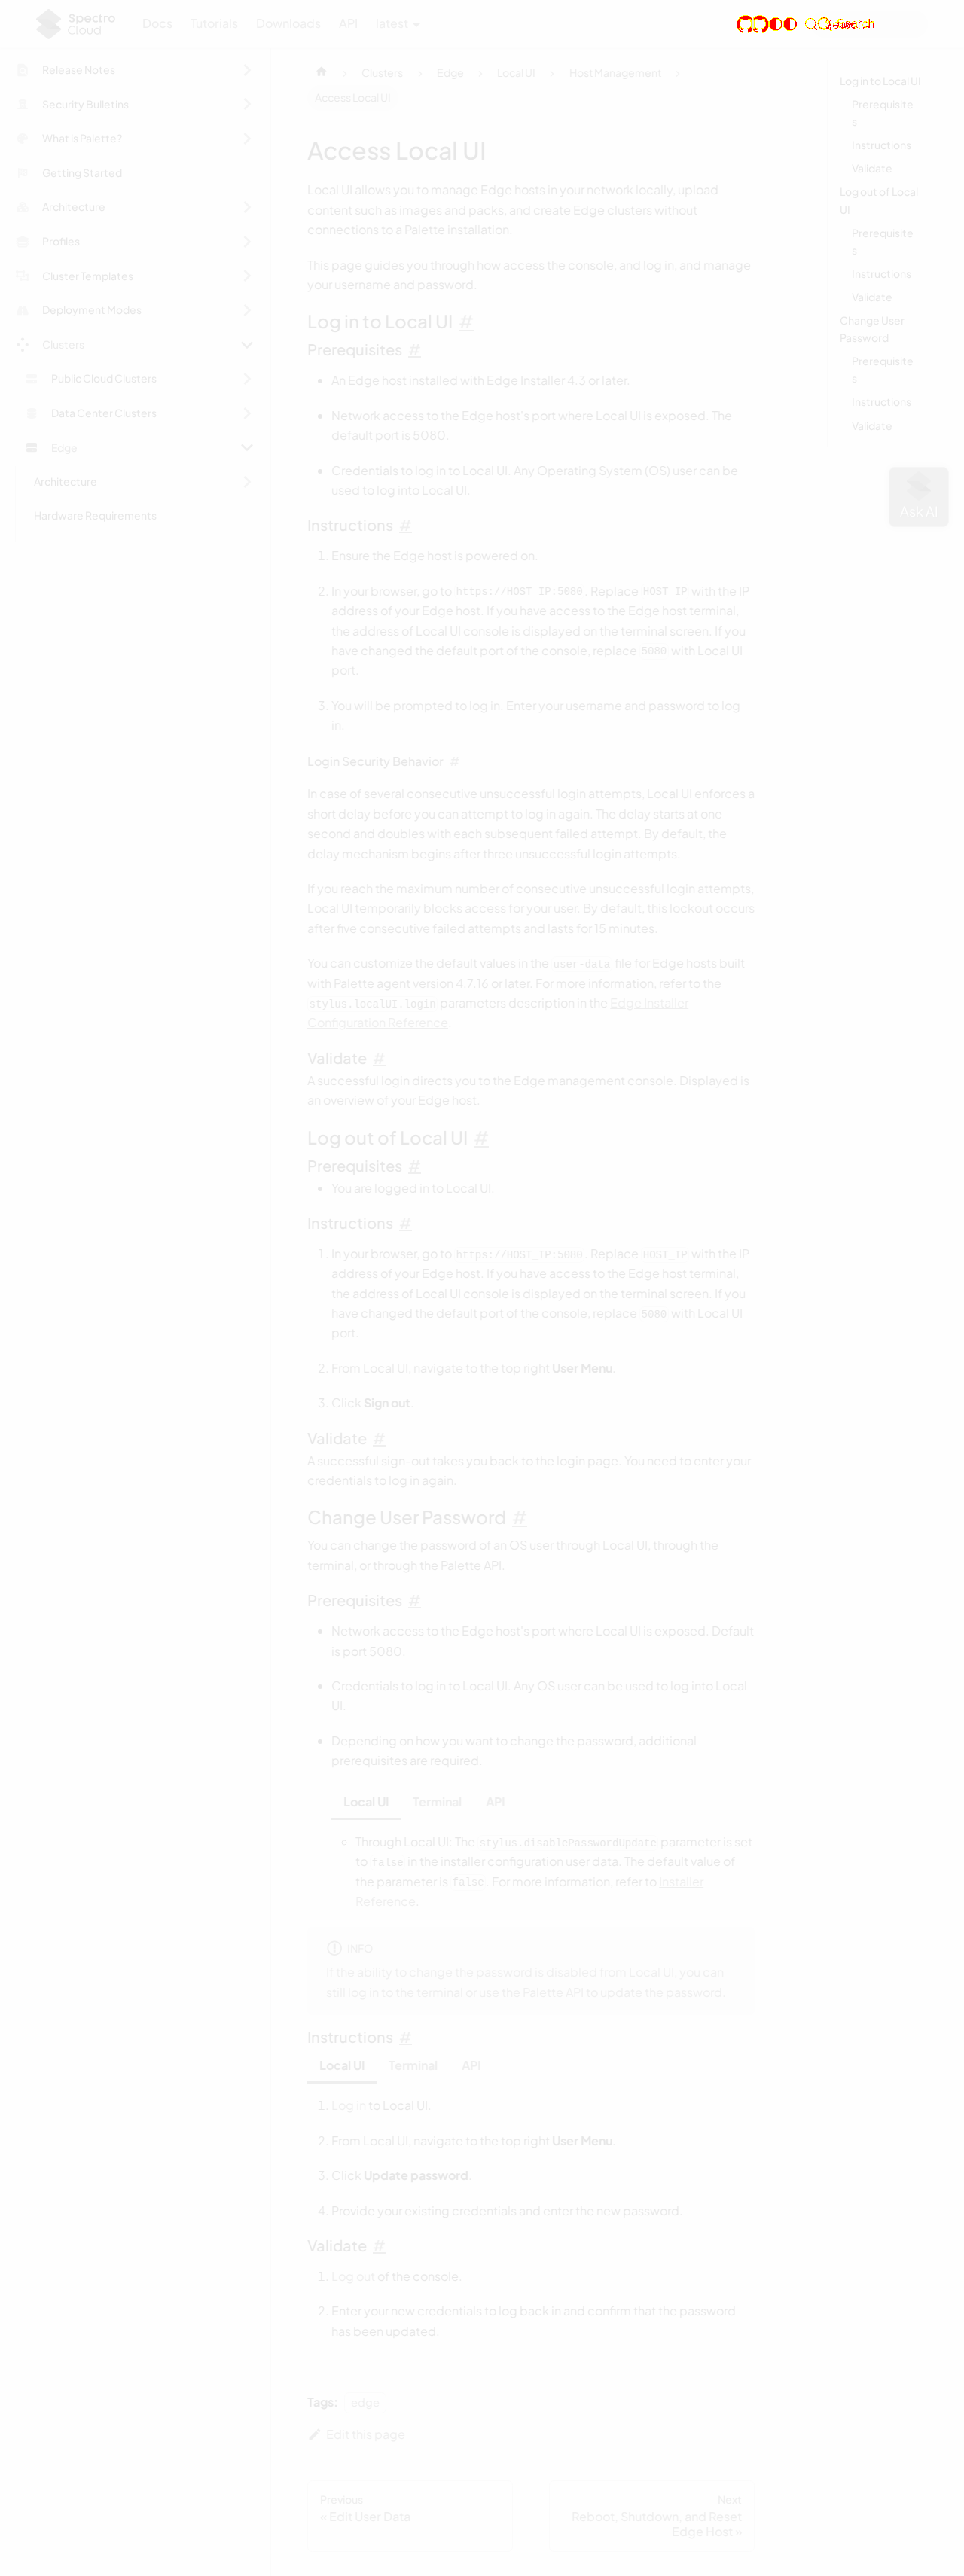 Spectro
Cloud
Docs Tutorials Downloads API latest
Release Notes
Security Bulletins
What is Palette?
Getting Started
Architecture
Profiles
Cluster Templates
Deployment Modes
Clusters
Public Cloud Clusters
Data Center Clusters
Edge
Architecture
Hardware Requirements
Clusters Edge Local UI Host Management
Access Local UI
Access Local UI
Local UI allows you to manage Edge hosts in your network locally, upload
content such as images and packs, and create Edge clusters without
connections to a Palette installation.
This page guides you through how access the console, and log in, and manage
your username and password.
Log in to Local UI #
Prerequisites #
An Edge host installed with Edge Installer 4.3 or later.
Network access to the Edge host's port where Local UI is exposed. The
default port is 5080.
Credentials to log in to Local UI. Any Operating System (OS) user can be
used to log into Local UI.
Instructions #
1. Ensure the Edge host is powered on.
2. In your browser, go to https://HOST_IP:5080. Replace HOST_IP with the IP
address of your Edge host. If you have access to the Edge host terminal,
the address of Local UI console is displayed on the terminal screen. If you
have changed the default port of the console, replace 5080 with Local UI
port.
3. You will be prompted to log in. Enter your username and password to log
in.
Login Security Behavior #
In case of several consecutive unsuccessful login attempts, Local UI enforces a
short delay before you can attempt to log in again. The delay starts at one
second and doubles with each subsequent failed attempt. By default, the
delay mechanism begins after three unsuccessful login attempts.
If you reach the maximum number of consecutive unsuccessful login attempts,
Local UI temporarily blocks access for your user. By default, this lockout occurs
after five consecutive failed attempts and lasts for 15 minutes.
You can customize the default values in the user-data file for Edge hosts built
with Palette agent version 4.7.16 or later. For more information, refer to the
stylus.localUI.login parameters description in the Edge Installer
Configuration Reference.
Validate #
A successful login directs you to the Edge management console. Displayed is
an overview of your Edge host.
Log out of Local UI #
Prerequisites #
You are logged in to Local UI.
Instructions #
1. In your browser, go to https://HOST_IP:5080. Replace HOST_IP with the IP
address of your Edge host. If you have access to the Edge host terminal,
the address of Local UI console is displayed on the terminal screen. If you
have changed the default port of the console, replace 5080 with Local UI
port.
2. From Local UI, navigate to the top right User Menu.
3. Click Sign out.
Validate #
A successful sign-out takes you back to the login page. You need to enter your
credentials to log in again.
Change User Password #
You can change the password of an OS user through Local UI, through the
terminal, or through the Palette API.
Prerequisites #
Network access to the Edge host's port where Local UI is exposed. Default
is port 5080.
Credentials to log in to Local UI. Any OS user can be used to log into Local
UI.
Depending on how you want to change the password, additional
prerequisites are required.
Local UI Terminal API
Through Local UI: The stylus.disablePasswordUpdate parameter is set
to false in the installer configuration user data. The default value of
the parameter is false. For more information, refer to Installer
Reference.
INFO
If the ability to change the password is disabled from Local UI, you can
still log in to the terminal or use the Palette API to update the password.
Instructions #
Local UI Terminal API
1. Log in to Local UI.
2. From Local UI, navigate to the top right User Menu.
3. Click Update password.
4. Provide your existing credentials and enter the new password.
Validate #
1. Log out of the console.
2. Enter your new credentials to log back in and confirm that the password
has been updated.
Tags: edge
Edit this page
Previous
« Edit User Data
Next
Reboot, Shutdown, and Reset
Edge Host »
Log in to Local UI
Prerequisite
s
Instructions
Validate
Log out of Local
UI
Prerequisite
s
Instructions
Validate
Change User
Password
Prerequisite
s
Instructions
Validate
Ask AI